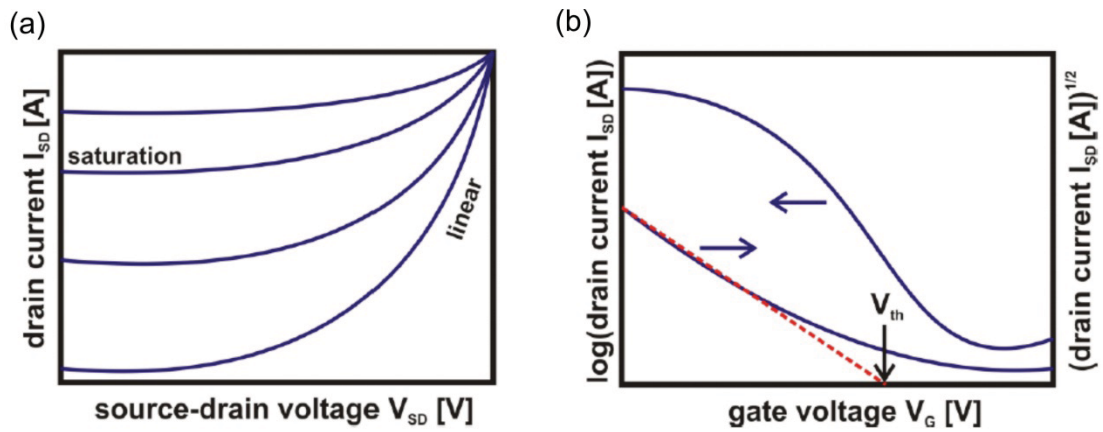 (a)
drain current I_SD [A]
saturation
linear
source-drain voltage V_SD [V]
(b)
log(drain current I_SD [A])
V_th
(drain current I_SD [A])^1/2
gate voltage V_G [V]